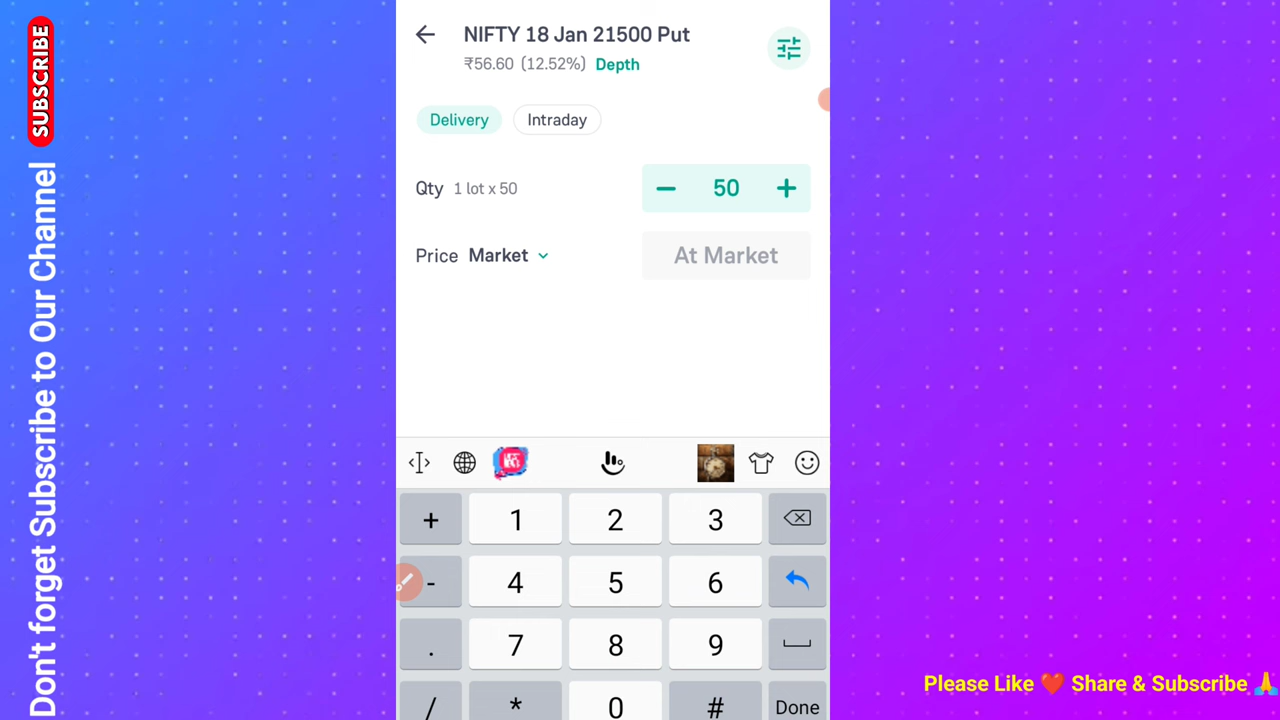 SUBSCRIBE
Don't forget Subscribe to Our Channel
NIFTY 18 Jan 21500 Put
₹56.60 (12.52%) Depth
Delivery Intraday
Qty 1 lot x 50 − 50 +
Price Market At Market
+ 1 2 3
- 4 5 6
. 7 8 9
/ * 0 # Done
Please Like ❤️ Share & Subscribe 🙏